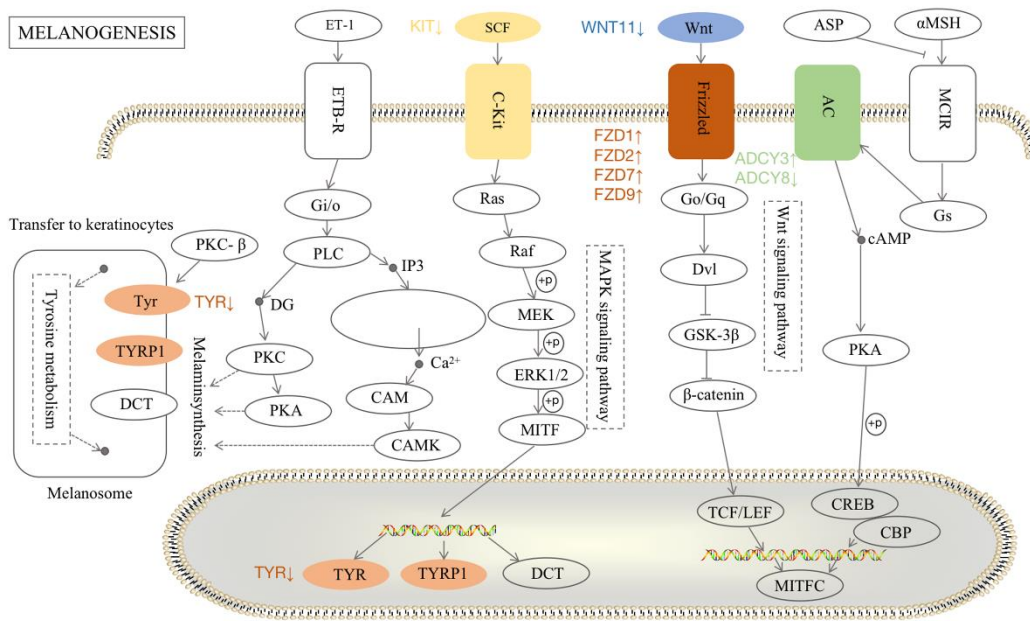 MELANOGENESIS
ET-1
KIT↓
SCF
WNT11↓
Wnt
ASP
αMSH
ETB-R
C-Kit
Frizzled
AC
MCIR
FZD1↑
FZD2↑
FZD7↑
FZD9↑
ADCY3↑
ADCY8↓
Gi/o
Ras
Go/Gq
Gs
Transfer to keratinocytes
PKC- β
PLC
IP3
Raf
cAMP
Dvl
+p
Tyrosine metabolism
Tyr
TYR↓
DG
MEK
MAPK signaling pathway
Wnt signaling pathway
GSK-3β
TYRP1
Melaminsynthesis
PKC
Ca²⁺
+p
ERK1/2
PKA
DCT
PKA
CAM
+p
β-catenin
CAMK
MITF
+p
Melanosome
TCF/LEF
CREB
CBP
TYR↓
TYR
TYRP1
DCT
MITFC